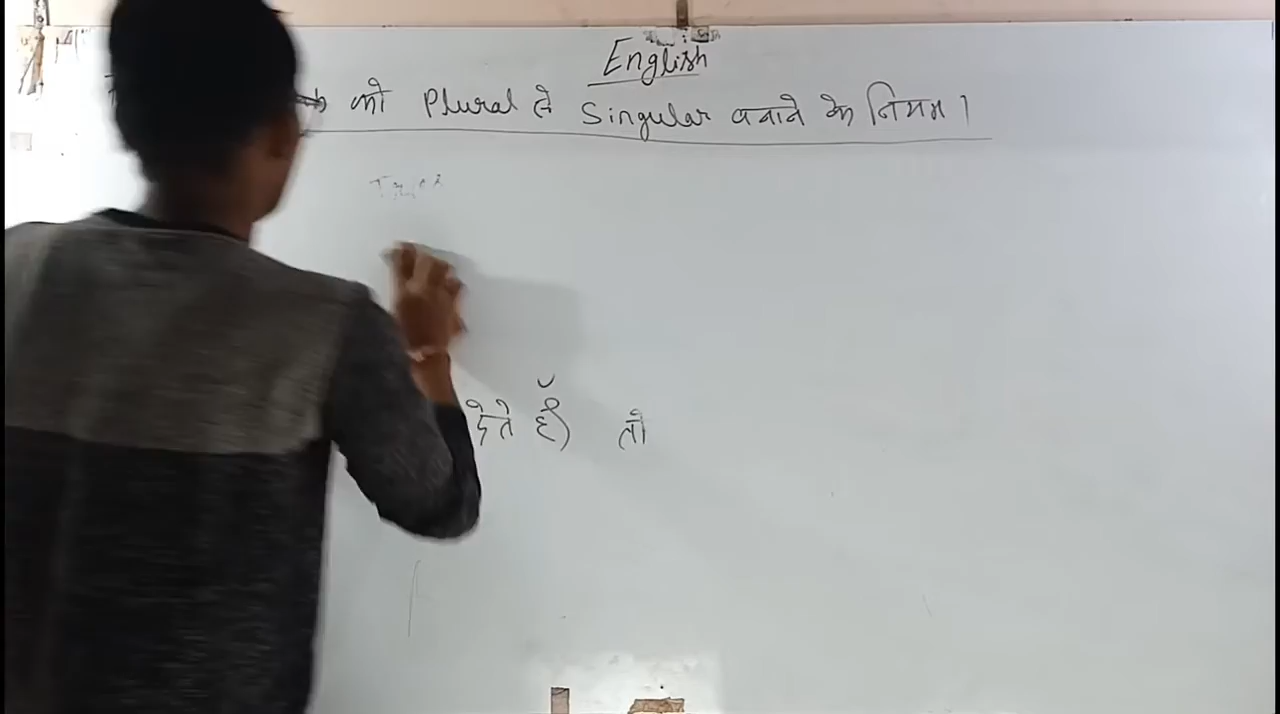 English
को Plural से Singular बनाने के नियम।
देते हैं तो